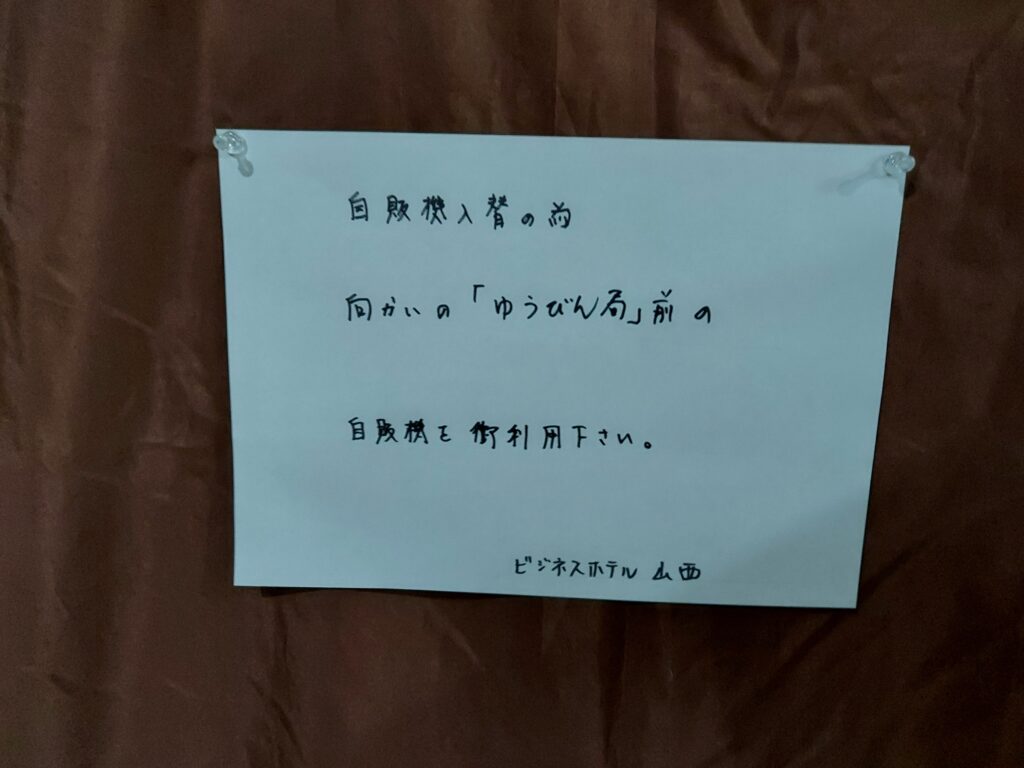 自販機入替の為
向かいの「ゆうびん局」前の
自販機を御利用下さい。
ビジネスホテル 山西